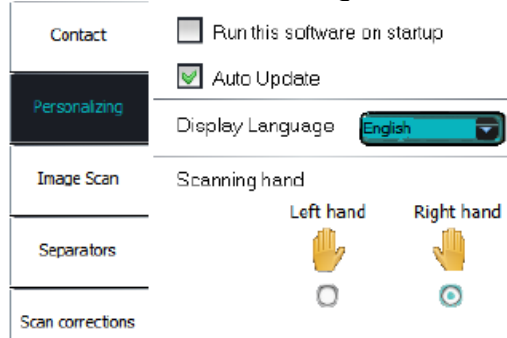 Contact
Run this software on startup
Auto Update
Personalizing
Display Language
English
Image Scan
Scanning hand
Left hand
Right hand
Separators
Scan corrections